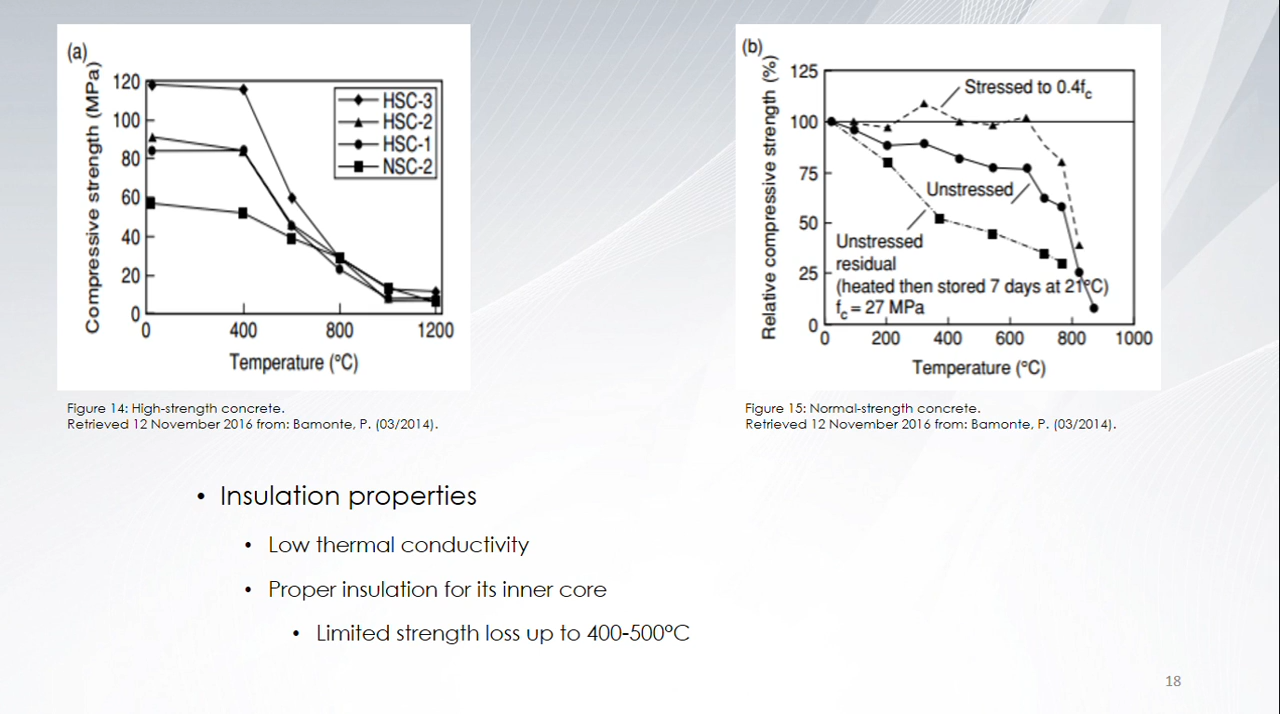 (a)
Compressive strength (MPa)
120
100
80
60
40
20
0
0 400 800 1200
Temperature (°C)
HSC-3
HSC-2
HSC-1
NSC-2
Figure 14: High-strength concrete.
Retrieved 12 November 2016 from: Bamonte, P. (03/2014).
(b)
Relative compressive strength (%)
125
100
75
50
25
0
0 200 400 600 800 1000
Temperature (°C)
Stressed to 0.4fc
Unstressed
Unstressed
residual
(heated then stored 7 days at 21°C)
fc = 27 MPa
Figure 15: Normal-strength concrete.
Retrieved 12 November 2016 from: Bamonte, P. (03/2014).
• Insulation properties
• Low thermal conductivity
• Proper insulation for its inner core
• Limited strength loss up to 400-500°C
18